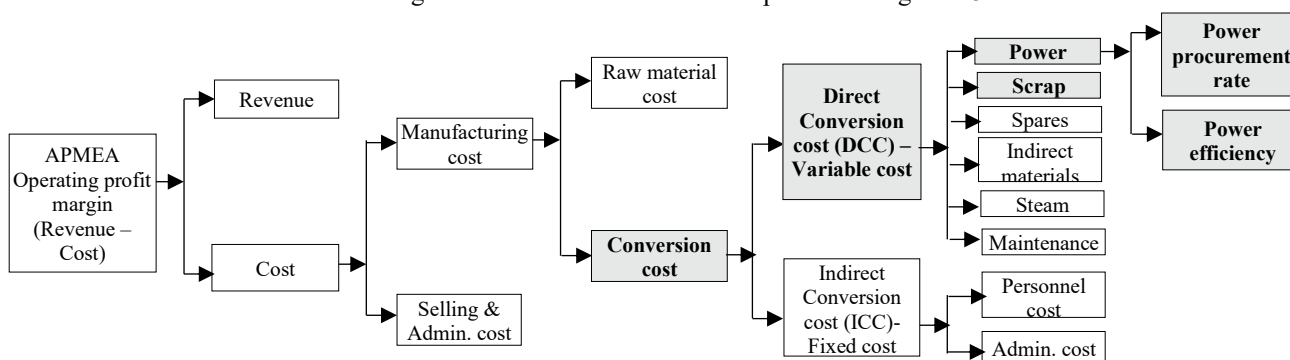 Revenue
APMEA
Operating profit
margin
(Revenue –
Cost)
Cost
Manufacturing
cost
Selling &
Admin. cost
Raw material
cost
Conversion
cost
Direct
Conversion
cost (DCC) –
Variable cost
Indirect
Conversion
cost (ICC)-
Fixed cost
Power
Scrap
Spares
Indirect
materials
Steam
Maintenance
Personnel
cost
Admin. cost
Power
procurement
rate
Power
efficiency